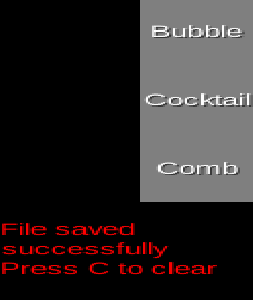 Bubble
Cocktail
Comb
File saved
successfully
Press C to clear